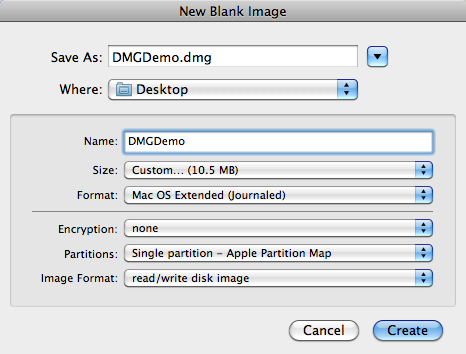 New Blank Image
Save As: DMGDemo.dmg
Where: Desktop
Name: DMGDemo
Size: Custom... (10.5 MB)
Format: Mac OS Extended (Journaled)
Encryption: none
Partitions: Single partition – Apple Partition Map
Image Format: read/write disk image
Cancel Create